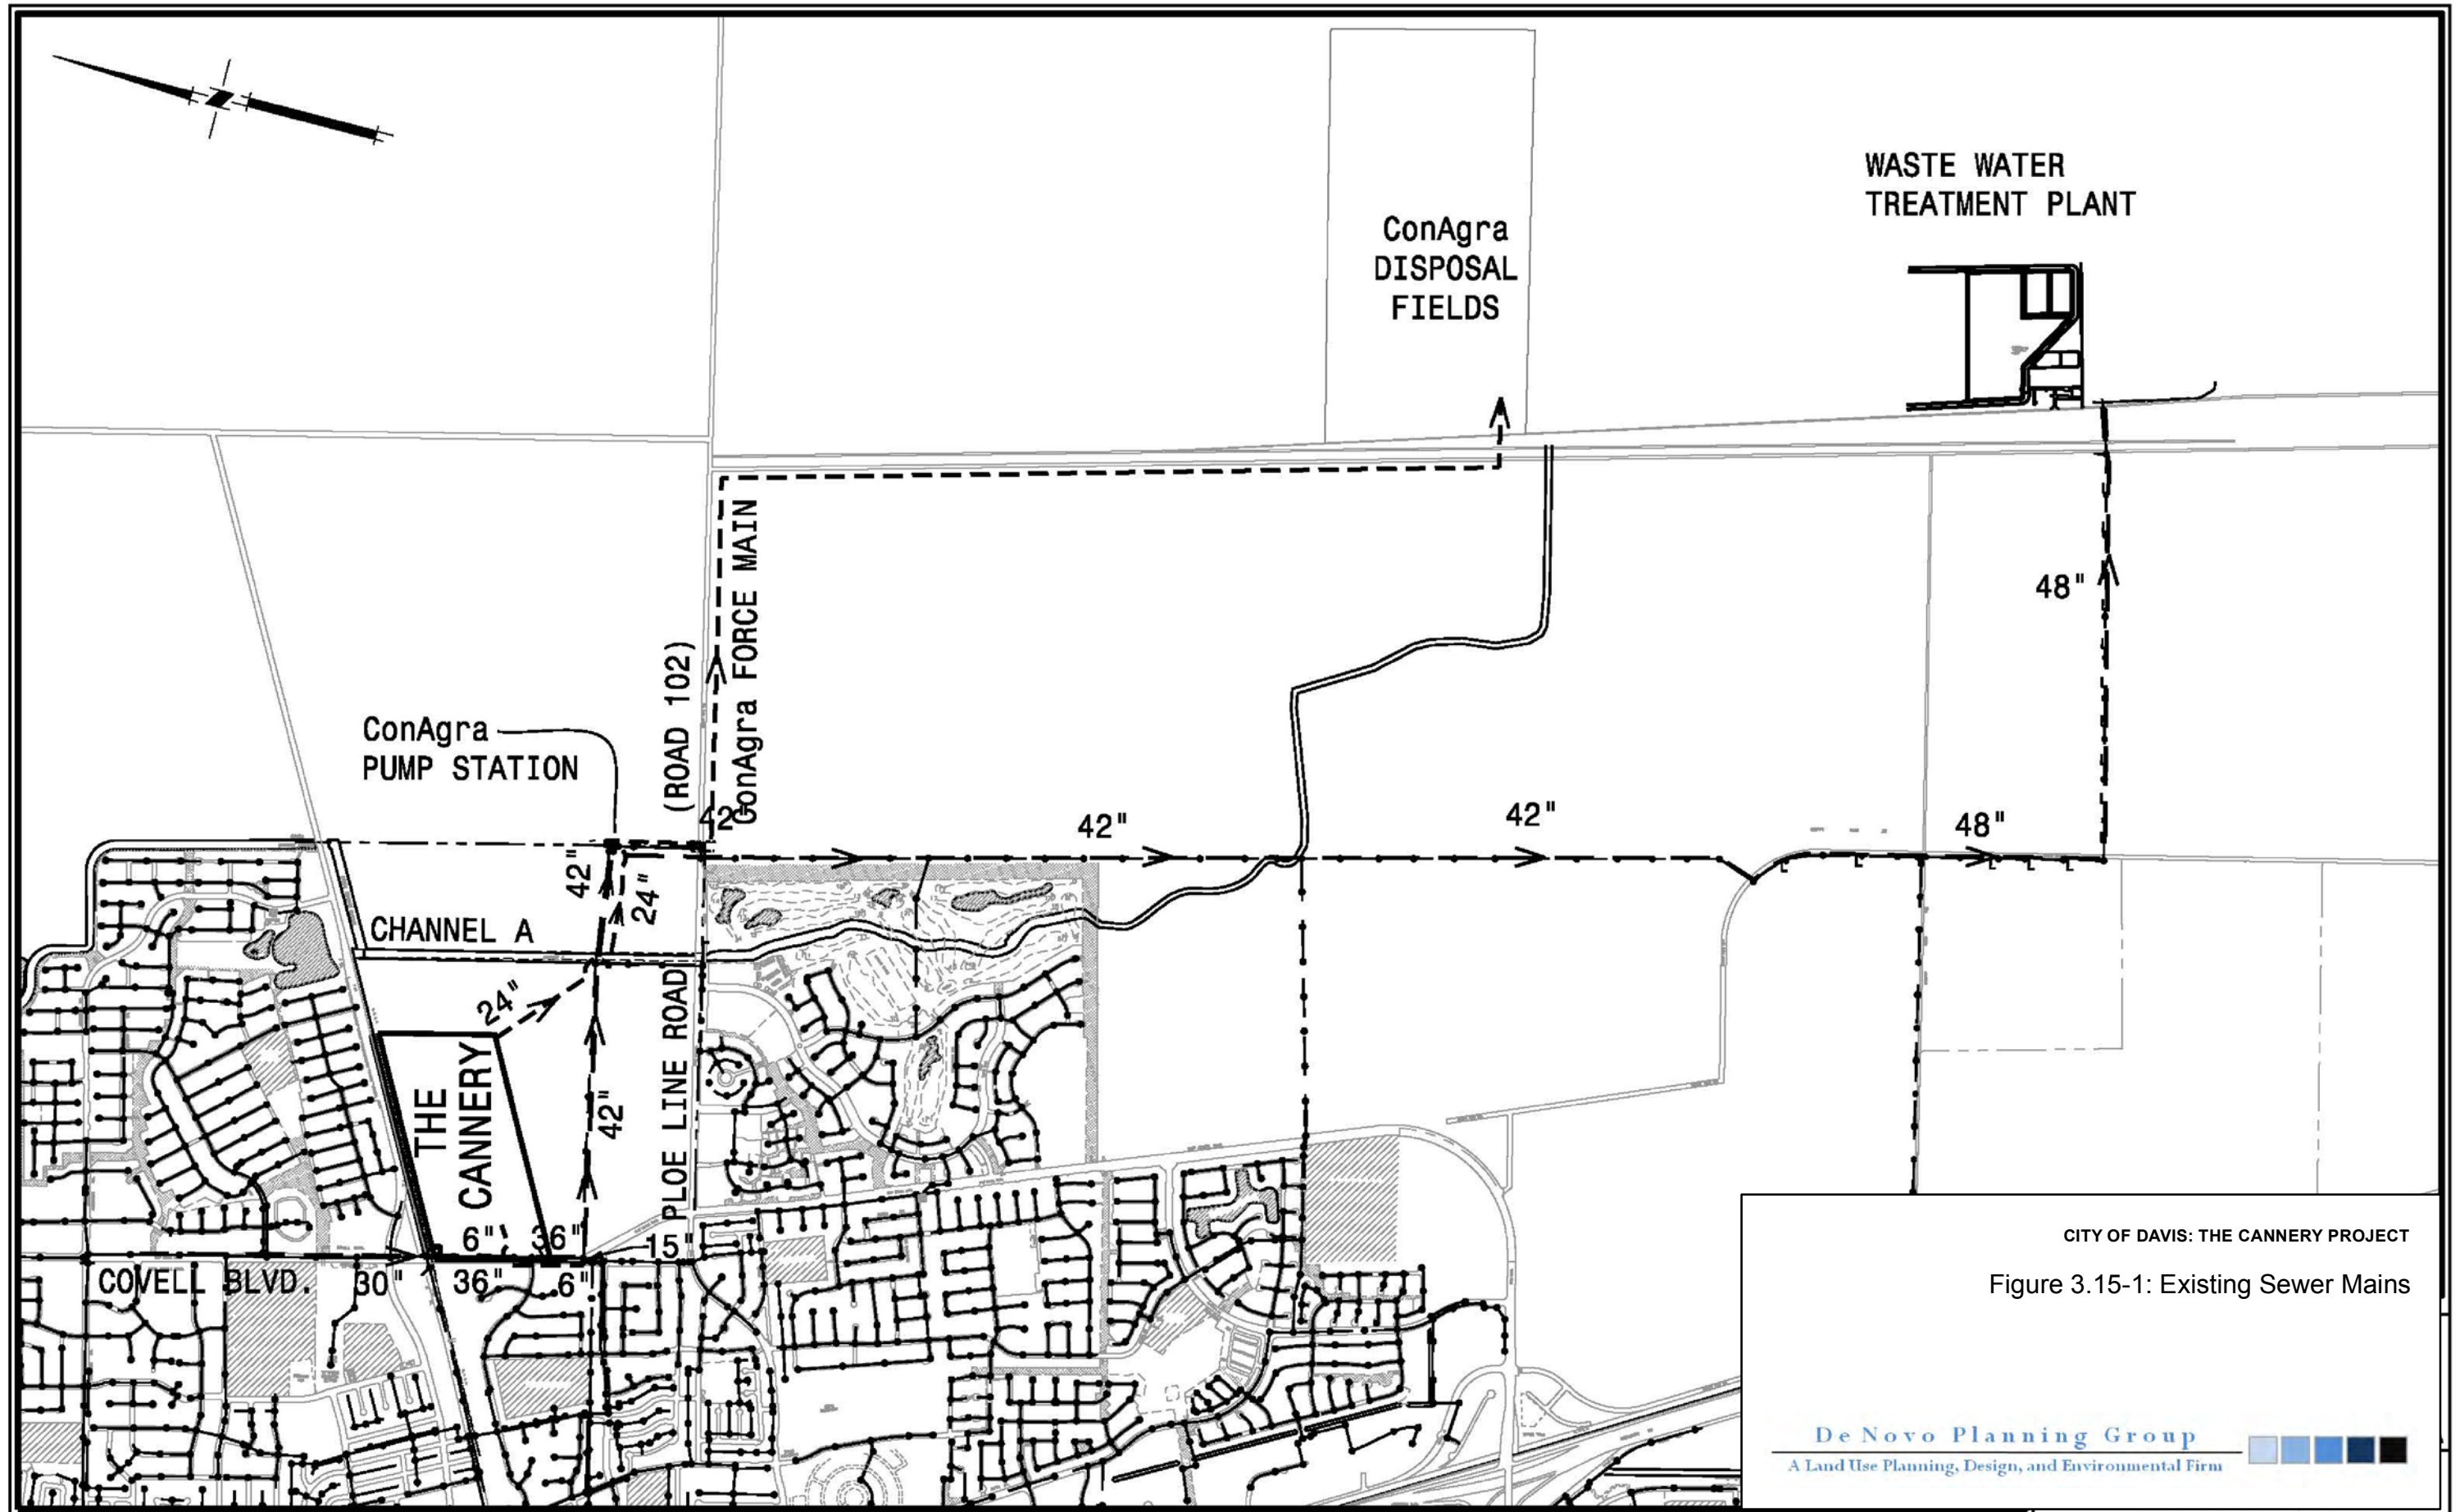 WASTE WATER
TREATMENT PLANT
ConAgra
DISPOSAL
FIELDS
48"
(ROAD 102)
ConAgra FORCE MAIN
ConAgra
PUMP STATION
42"
42"
42"
48"
42"
24"
CHANNEL A
24"
THE
CANNERY
42"
PLOE LINE ROAD
6"
36"
15"
COVELL BLVD.
30"
36"
6"
CITY OF DAVIS: THE CANNERY PROJECT
Figure 3.15-1: Existing Sewer Mains
De Novo Planning Group
A Land Use Planning, Design, and Environmental Firm